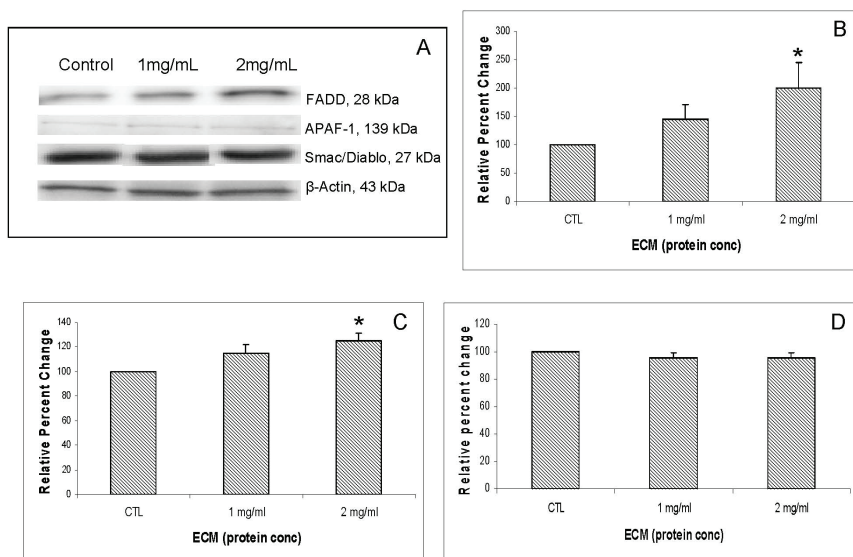 A
Control 1mg/mL 2mg/mL
FADD, 28 kDa
APAF-1, 139 kDa
Smac/Diablo, 27 kDa
β-Actin, 43 kDa
B
Relative Percent Change
300
250
200
150
100
50
0
*
CTL 1 mg/ml 2 mg/ml
ECM (protein conc)
C
Relative Percent Change
140
120
100
80
60
40
20
0
*
CTL 1 mg/ml 2 mg/ml
ECM (protein conc)
D
Relative percent change
120
100
80
60
40
20
0
CTL 1 mg/ml 2 mg/ml
ECM (protein conc)